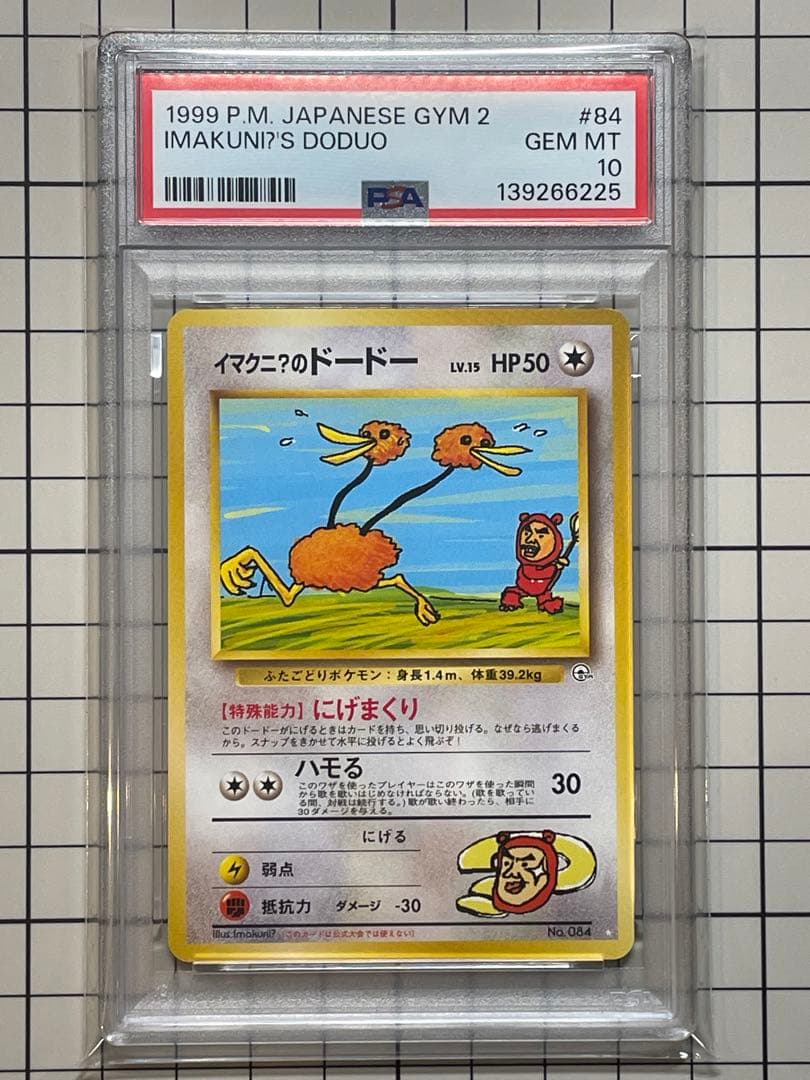 1999 P.M. JAPANESE GYM 2 #84
IMAKUNI?'S DODUO GEM MT
10
PSA 139266225
イマクニ?のドードー LV.15 HP50
ふたごどりポケモン:身長1.4m、体重39.2kg
GYM
【特殊能力】にげまくり
このドードーがにげるときはカードを持ち、思い切り投げる。なぜなら逃げまくる
から。スナップをきかせて水平に投げるとよく飛ぶぞ!
ハモる 30
このワザを使ったプレイヤーはこのワザを使った瞬間
から歌を歌いはじめなければならない。(歌を歌ってい
る間、対戦は続行する。)歌が歌い終わったら、相手に
30ダメージを与える。
にげる
弱点
抵抗力 ダメージ -30
Illus.Imakuni? (このカードは公式大会では使えない) No.084